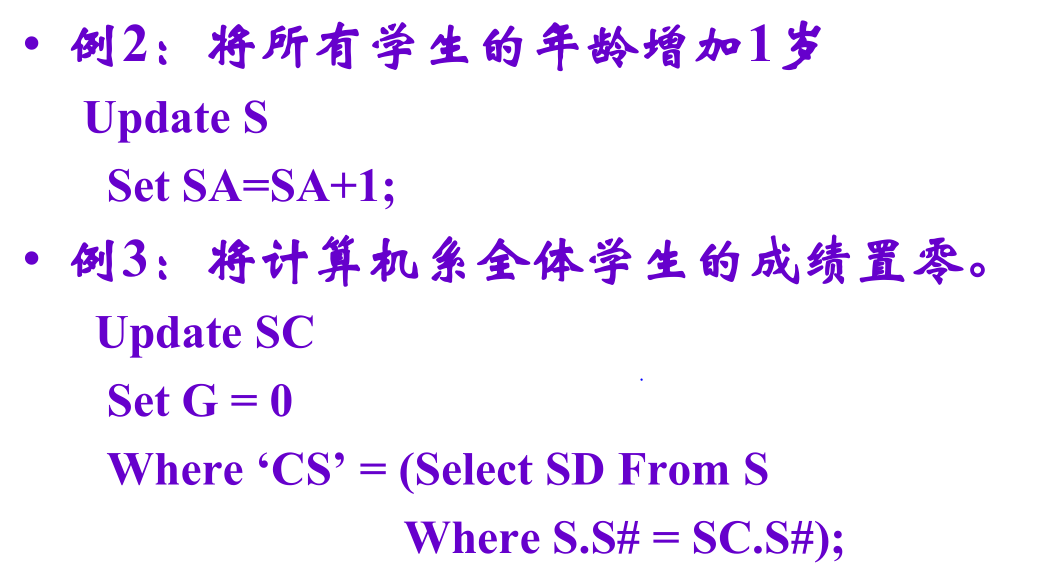 • 例2：将所有学生的年龄增加1岁
Update S
Set SA=SA+1;
• 例3：将计算机系全体学生的成绩置零。
Update SC
Set G = 0
Where ‘CS’ = (Select SD From S
Where S.S# = SC.S#);